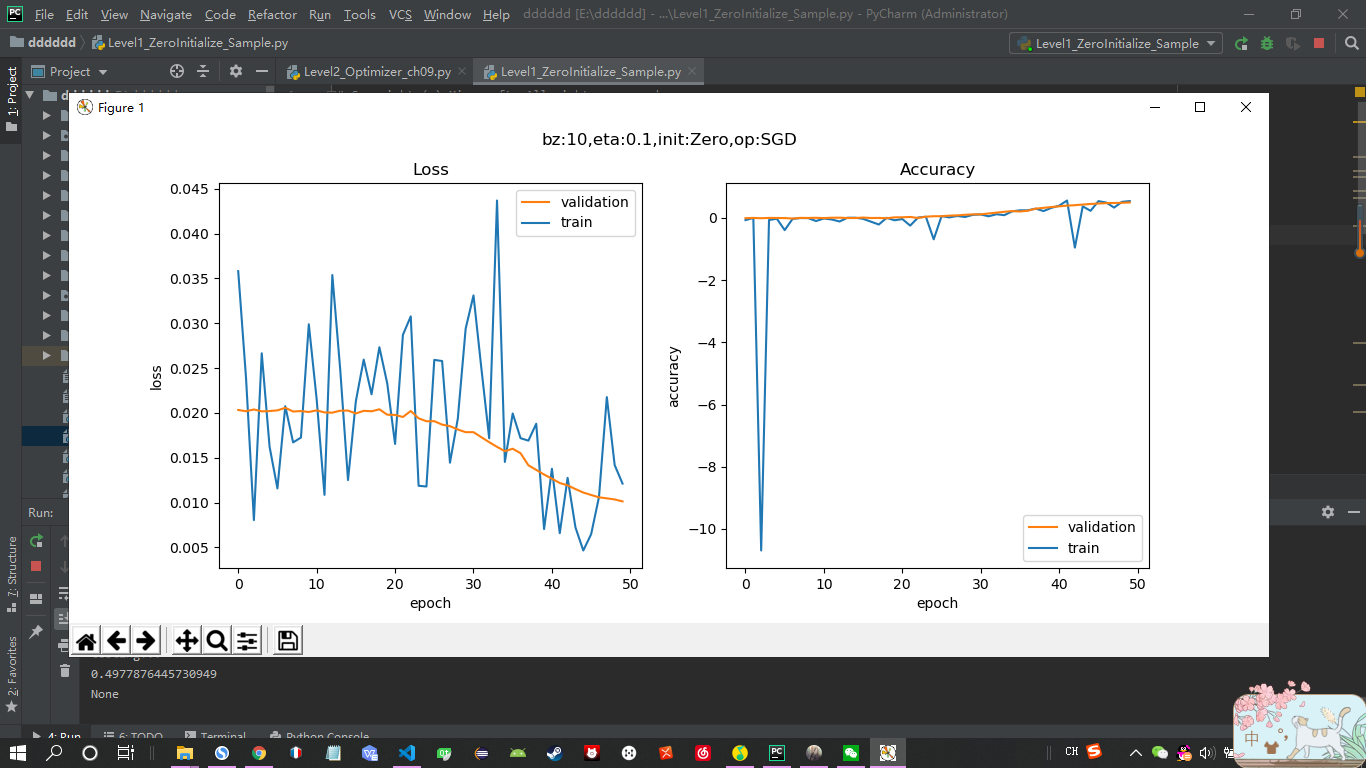 File Edit View Navigate Code Refactor Run Tools VCS Window Help dddddd [E:\dddddd] - ...\Level1_ZeroInitialize_Sample.py - PyCharm (Administrator)
dddddd Level1_ZeroInitialize_Sample.py Level1_ZeroInitialize_Sample
1: Project Project Level2_Optimizer_ch09.py Level1_ZeroInitialize_Sample.py
Figure 1
bz:10,eta:0.1,init:Zero,op:SGD
Loss
0.045
0.040
0.035
0.030
0.025
0.020
0.015
0.010
0.005
loss
validation
train
0 10 20 30 40 50
epoch
Accuracy
0
−2
−4
−6
−8
−10
accuracy
validation
train
0 10 20 30 40 50
epoch
Run:
7: Structure
2: Favorites
0.4977876445730949
None
4: Run 6: TODO Terminal Python Console
CH
中